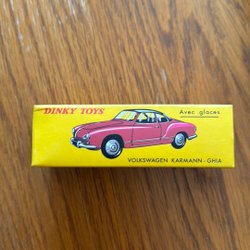 DINKY TOYS
Avec glaces
VOLKSWAGEN KARMANN-GHIA